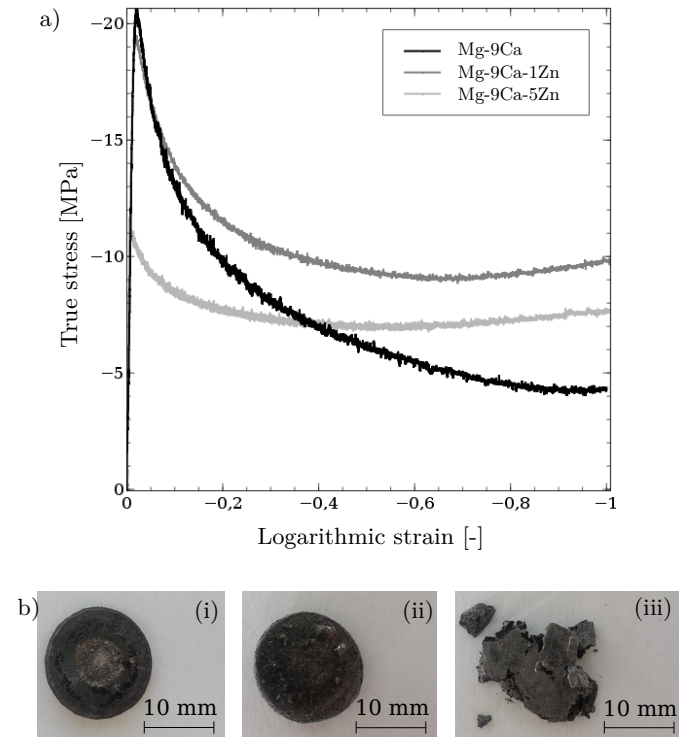 a)
−20
−15
−10
−5
0
True stress [MPa]
Mg-9Ca
Mg-9Ca-1Zn
Mg-9Ca-5Zn
0 −0,2 −0,4 −0,6 −0,8 −1
Logarithmic strain [-]
b) (i) (ii) (iii)
10 mm 10 mm 10 mm